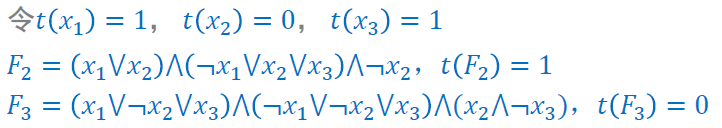 令t(x₁) = 1, t(x₂) = 0, t(x₃) = 1
F₂ = (x₁⋁x₂)⋀(¬x₁⋁x₂⋁x₃)⋀¬x₂, t(F₂) = 1
F₃ = (x₁⋁¬x₂⋁x₃)⋀(¬x₁⋁¬x₂⋁x₃)⋀(x₂⋀¬x₃), t(F₃) = 0